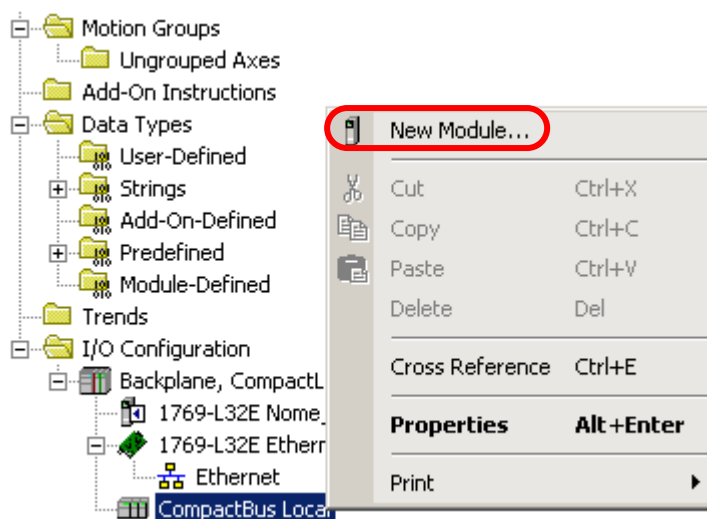 Motion Groups
Ungrouped Axes
Add-On Instructions
Data Types
User-Defined
Strings
Add-On-Defined
Predefined
Module-Defined
Trends
I/O Configuration
Backplane, CompactL
1769-L32E Nome_
1769-L32E Ethern
Ethernet
CompactBus Local
New Module...
Cut Ctrl+X
Copy Ctrl+C
Paste Ctrl+V
Delete Del
Cross Reference Ctrl+E
Properties Alt+Enter
Print